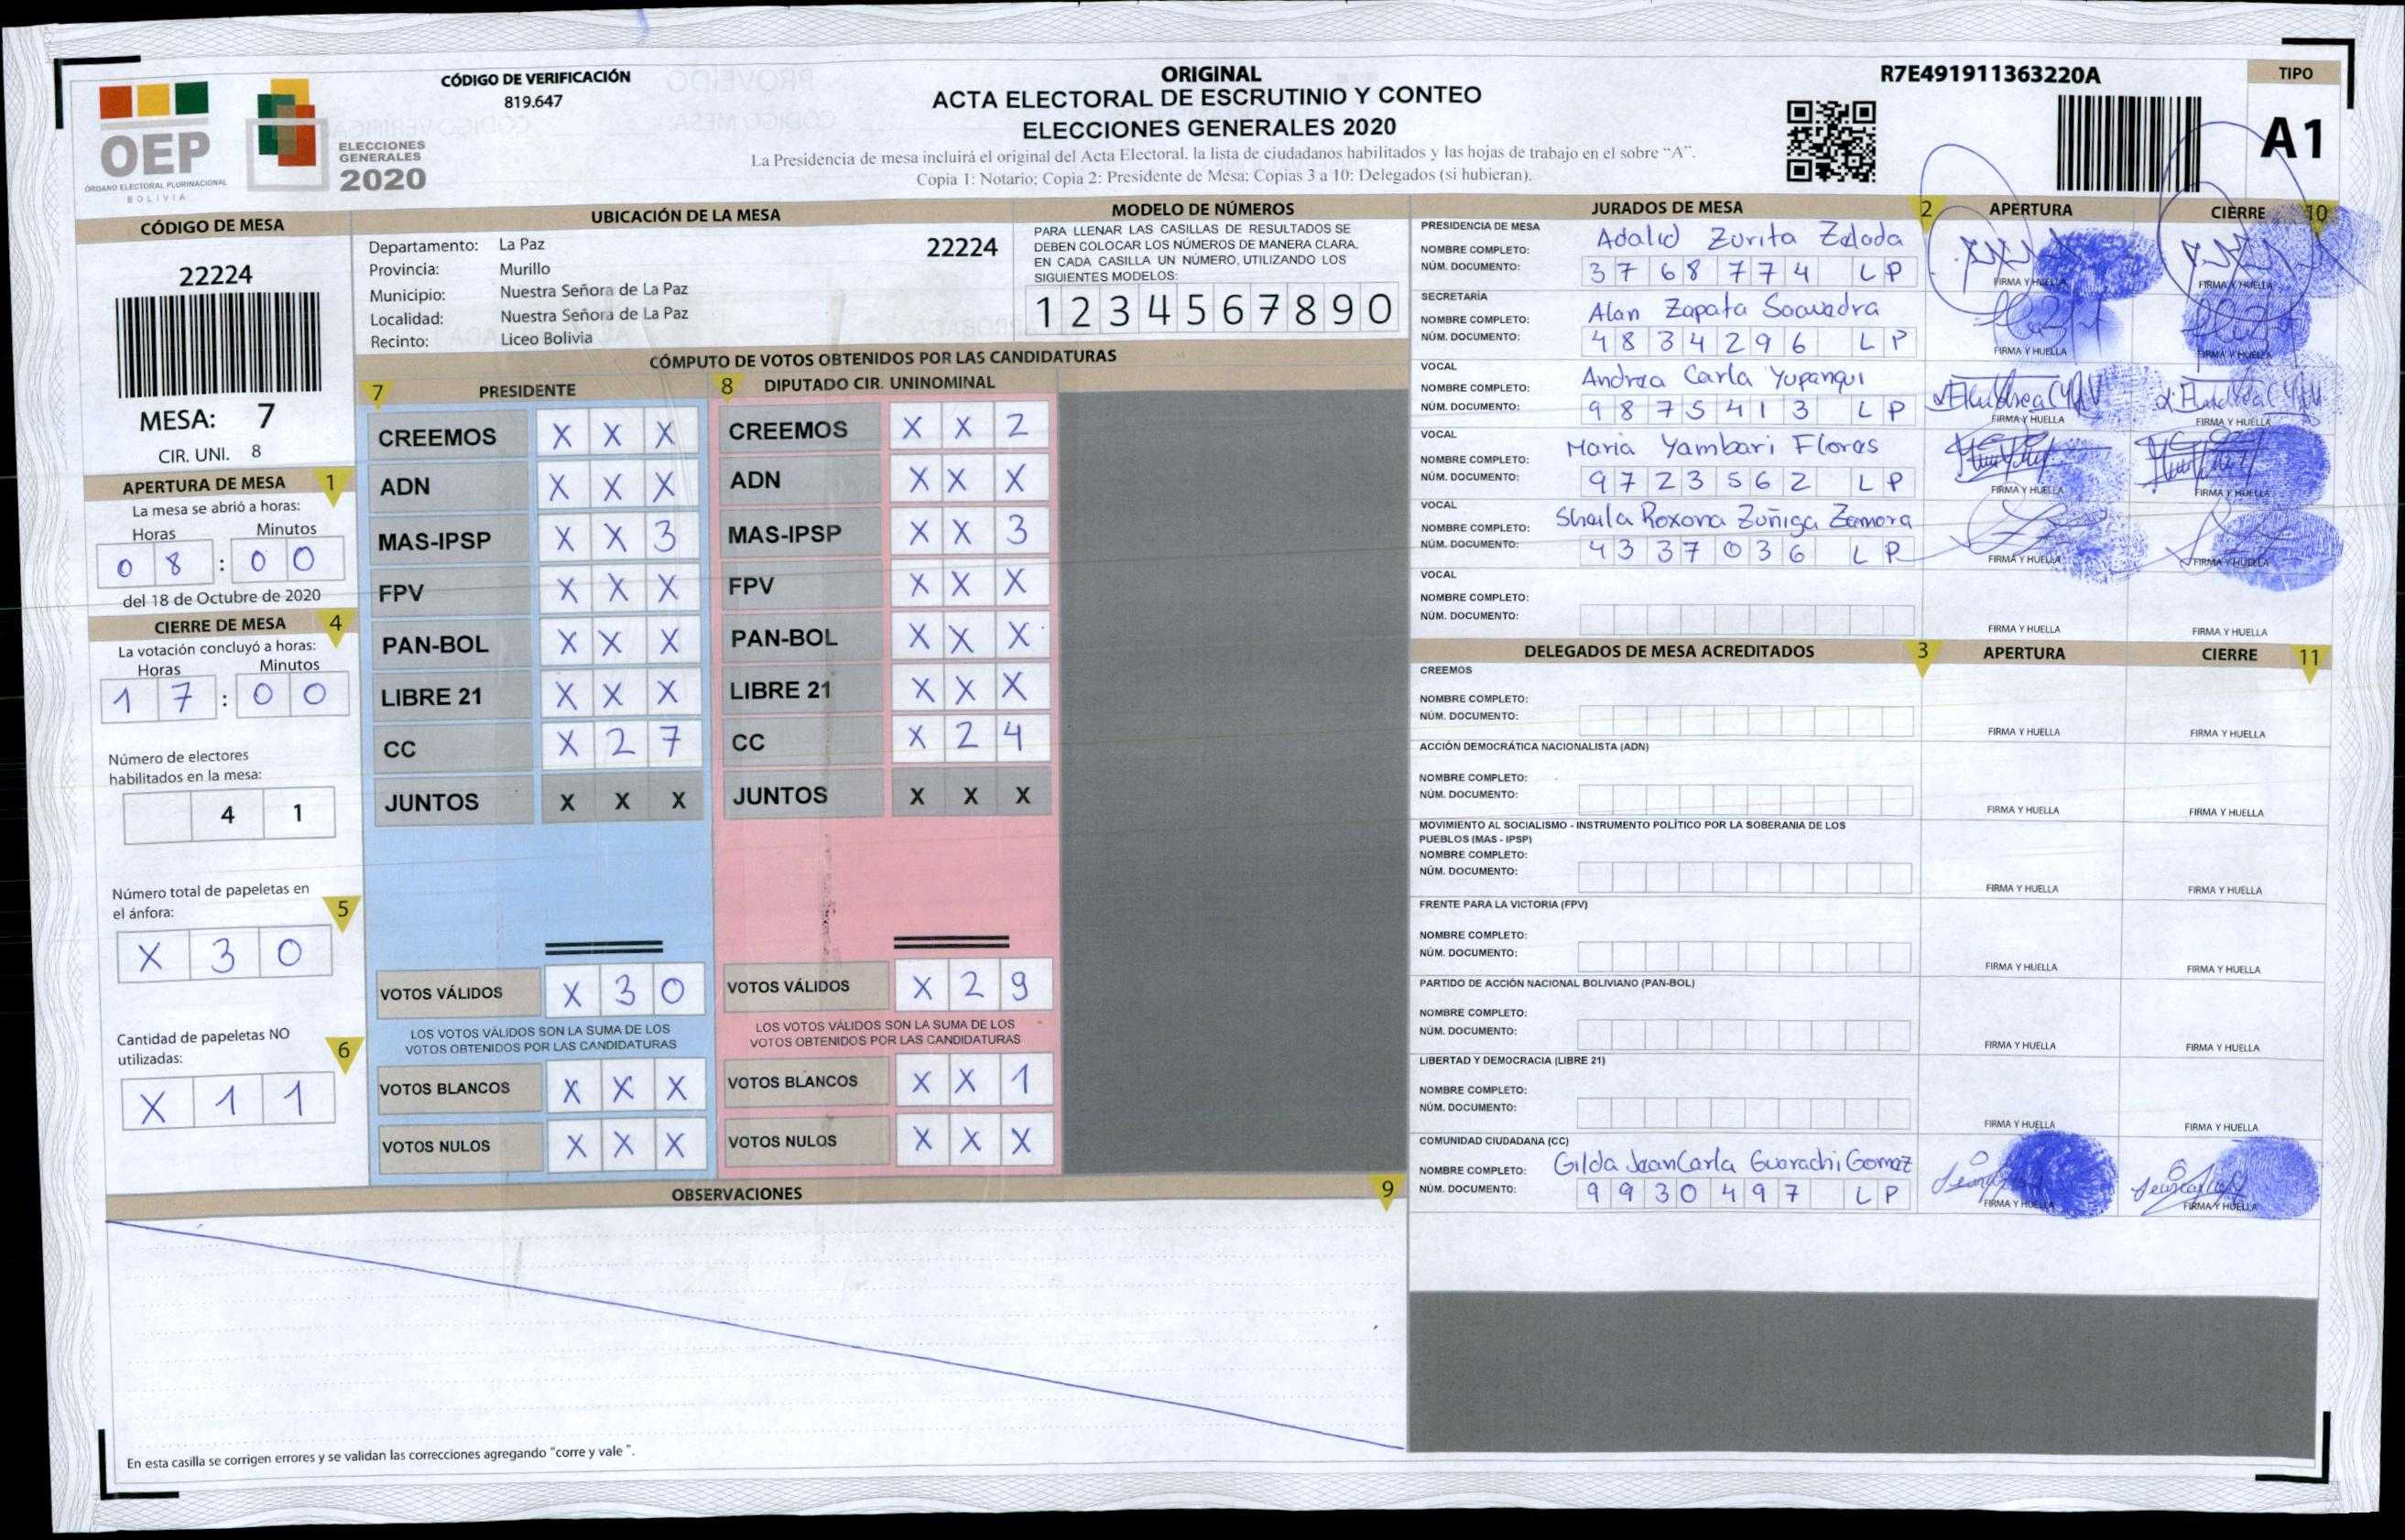 CÓDIGO DE VERIFICACIÓN
819.647
ORIGINAL
ACTA ELECTORAL DE ESCRUTINIO Y CONTEO
ELECCIONES GENERALES 2020
La Presidencia de mesa incluirá el original del Acta Electoral, la lista de ciudadanos habilitados y las hojas de trabajo en el sobre “A”.
Copia 1: Notario; Copia 2: Presidente de Mesa; Copias 3 a 10: Delegados (si hubieran).
R7E491911363220A
TIPO
A1
OEP
ÓRGANO ELECTORAL PLURINACIONAL
BOLIVIA
ELECCIONES
GENERALES
2020
CÓDIGO DE MESA
22224
MESA: 7
CIR. UNI. 8
UBICACIÓN DE LA MESA
22224
Departamento: La Paz
Provincia: Murillo
Municipio: Nuestra Señora de La Paz
Localidad: Nuestra Señora de La Paz
Recinto: Liceo Bolivia
MODELO DE NÚMEROS
PARA LLENAR LAS CASILLAS DE RESULTADOS SE
DEBEN COLOCAR LOS NÚMEROS DE MANERA CLARA,
EN CADA CASILLA UN NÚMERO, UTILIZANDO LOS
SIGUIENTES MODELOS:
1 2 3 4 5 6 7 8 9 0
APERTURA DE MESA 1
La mesa se abrió a horas:
Horas Minutos
0 8 : 0 0
del 18 de Octubre de 2020
CIERRE DE MESA 4
La votación concluyó a horas:
Horas Minutos
1 7 : 0 0
Número de electores
habilitados en la mesa:
4 1
Número total de papeletas en
el ánfora: 5
X 3 0
Cantidad de papeletas NO
utilizadas: 6
X 1 1
CÓMPUTO DE VOTOS OBTENIDOS POR LAS CANDIDATURAS
7 PRESIDENTE
CREEMOS X X X
ADN X X X
MAS-IPSP X X 3
FPV X X X
PAN-BOL X X X
LIBRE 21 X X X
CC X 2 7
JUNTOS X X X
VOTOS VÁLIDOS X 3 0
LOS VOTOS VÁLIDOS SON LA SUMA DE LOS
VOTOS OBTENIDOS POR LAS CANDIDATURAS
VOTOS BLANCOS X X X
VOTOS NULOS X X X
8 DIPUTADO CIR. UNINOMINAL
CREEMOS X X 2
ADN X X X
MAS-IPSP X X 3
FPV X X X
PAN-BOL X X X
LIBRE 21 X X X
CC X 2 4
JUNTOS X X X
VOTOS VÁLIDOS X 2 9
LOS VOTOS VÁLIDOS SON LA SUMA DE LOS
VOTOS OBTENIDOS POR LAS CANDIDATURAS
VOTOS BLANCOS X X 1
VOTOS NULOS X X X
OBSERVACIONES 9
En esta casilla se corrigen errores y se validan las correcciones agregando "corre y vale ".
JURADOS DE MESA 2 APERTURA CIERRE 10
PRESIDENCIA DE MESA
NOMBRE COMPLETO: Adalid Zurita Zelada
NÚM. DOCUMENTO: 3 7 6 8 7 7 4 L P
FIRMA Y HUELLA FIRMA Y HUELLA
SECRETARÍA
NOMBRE COMPLETO: Alan Zapata Saavedra
NÚM. DOCUMENTO: 4 8 3 4 2 9 6 L P
FIRMA Y HUELLA FIRMA Y HUELLA
VOCAL
NOMBRE COMPLETO: Andrea Carla Yupanqui
NÚM. DOCUMENTO: 9 8 7 5 4 1 3 L P
FIRMA Y HUELLA FIRMA Y HUELLA
VOCAL
NOMBRE COMPLETO: Maria Yambari Flores
NÚM. DOCUMENTO: 9 7 2 3 5 6 2 L P
FIRMA Y HUELLA FIRMA Y HUELLA
VOCAL
NOMBRE COMPLETO: Sheila Roxana Zuñiga Zamora
NÚM. DOCUMENTO: 4 3 3 7 0 3 6 L P
FIRMA Y HUELLA FIRMA Y HUELLA
VOCAL
NOMBRE COMPLETO:
NÚM. DOCUMENTO:
FIRMA Y HUELLA FIRMA Y HUELLA
DELEGADOS DE MESA ACREDITADOS 3 APERTURA CIERRE 11
CREEMOS
NOMBRE COMPLETO:
NÚM. DOCUMENTO:
FIRMA Y HUELLA FIRMA Y HUELLA
ACCIÓN DEMOCRÁTICA NACIONALISTA (ADN)
NOMBRE COMPLETO:
NÚM. DOCUMENTO:
FIRMA Y HUELLA FIRMA Y HUELLA
MOVIMIENTO AL SOCIALISMO - INSTRUMENTO POLÍTICO POR LA SOBERANIA DE LOS
PUEBLOS (MAS - IPSP)
NOMBRE COMPLETO:
NÚM. DOCUMENTO:
FIRMA Y HUELLA FIRMA Y HUELLA
FRENTE PARA LA VICTORIA (FPV)
NOMBRE COMPLETO:
NÚM. DOCUMENTO:
FIRMA Y HUELLA FIRMA Y HUELLA
PARTIDO DE ACCIÓN NACIONAL BOLIVIANO (PAN-BOL)
NOMBRE COMPLETO:
NÚM. DOCUMENTO:
FIRMA Y HUELLA FIRMA Y HUELLA
LIBERTAD Y DEMOCRACIA (LIBRE 21)
NOMBRE COMPLETO:
NÚM. DOCUMENTO:
FIRMA Y HUELLA FIRMA Y HUELLA
COMUNIDAD CIUDADANA (CC)
NOMBRE COMPLETO: Gilda JeanCarla Guarachi Gomez
NÚM. DOCUMENTO: 9 9 3 0 4 9 7 L P
FIRMA Y HUELLA FIRMA Y HUELLA